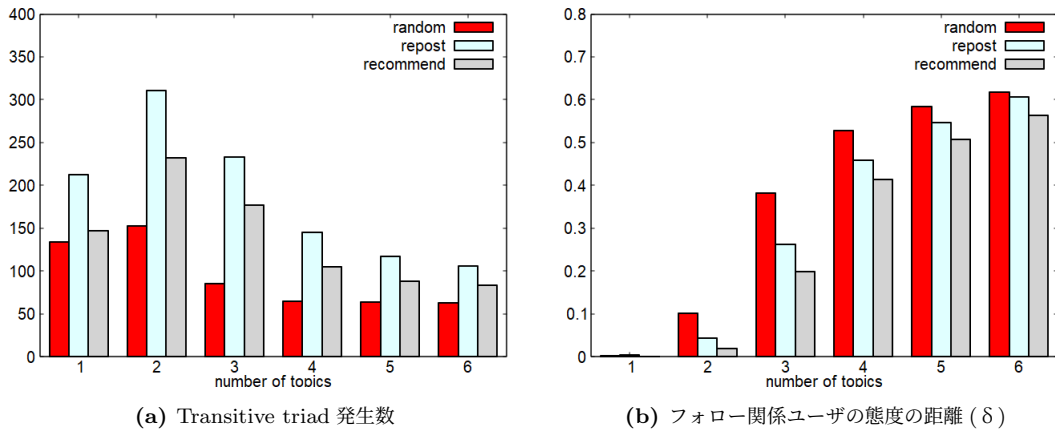 400
350
300
250
200
150
100
50
0
random
repost
recommend
1 2 3 4 5 6
number of topics
(a) Transitive triad 発生数
0.8
0.7
0.6
0.5
0.4
0.3
0.2
0.1
0
random
repost
recommend
1 2 3 4 5 6
number of topics
(b) フォロー関係ユーザの態度の距離 ( δ )